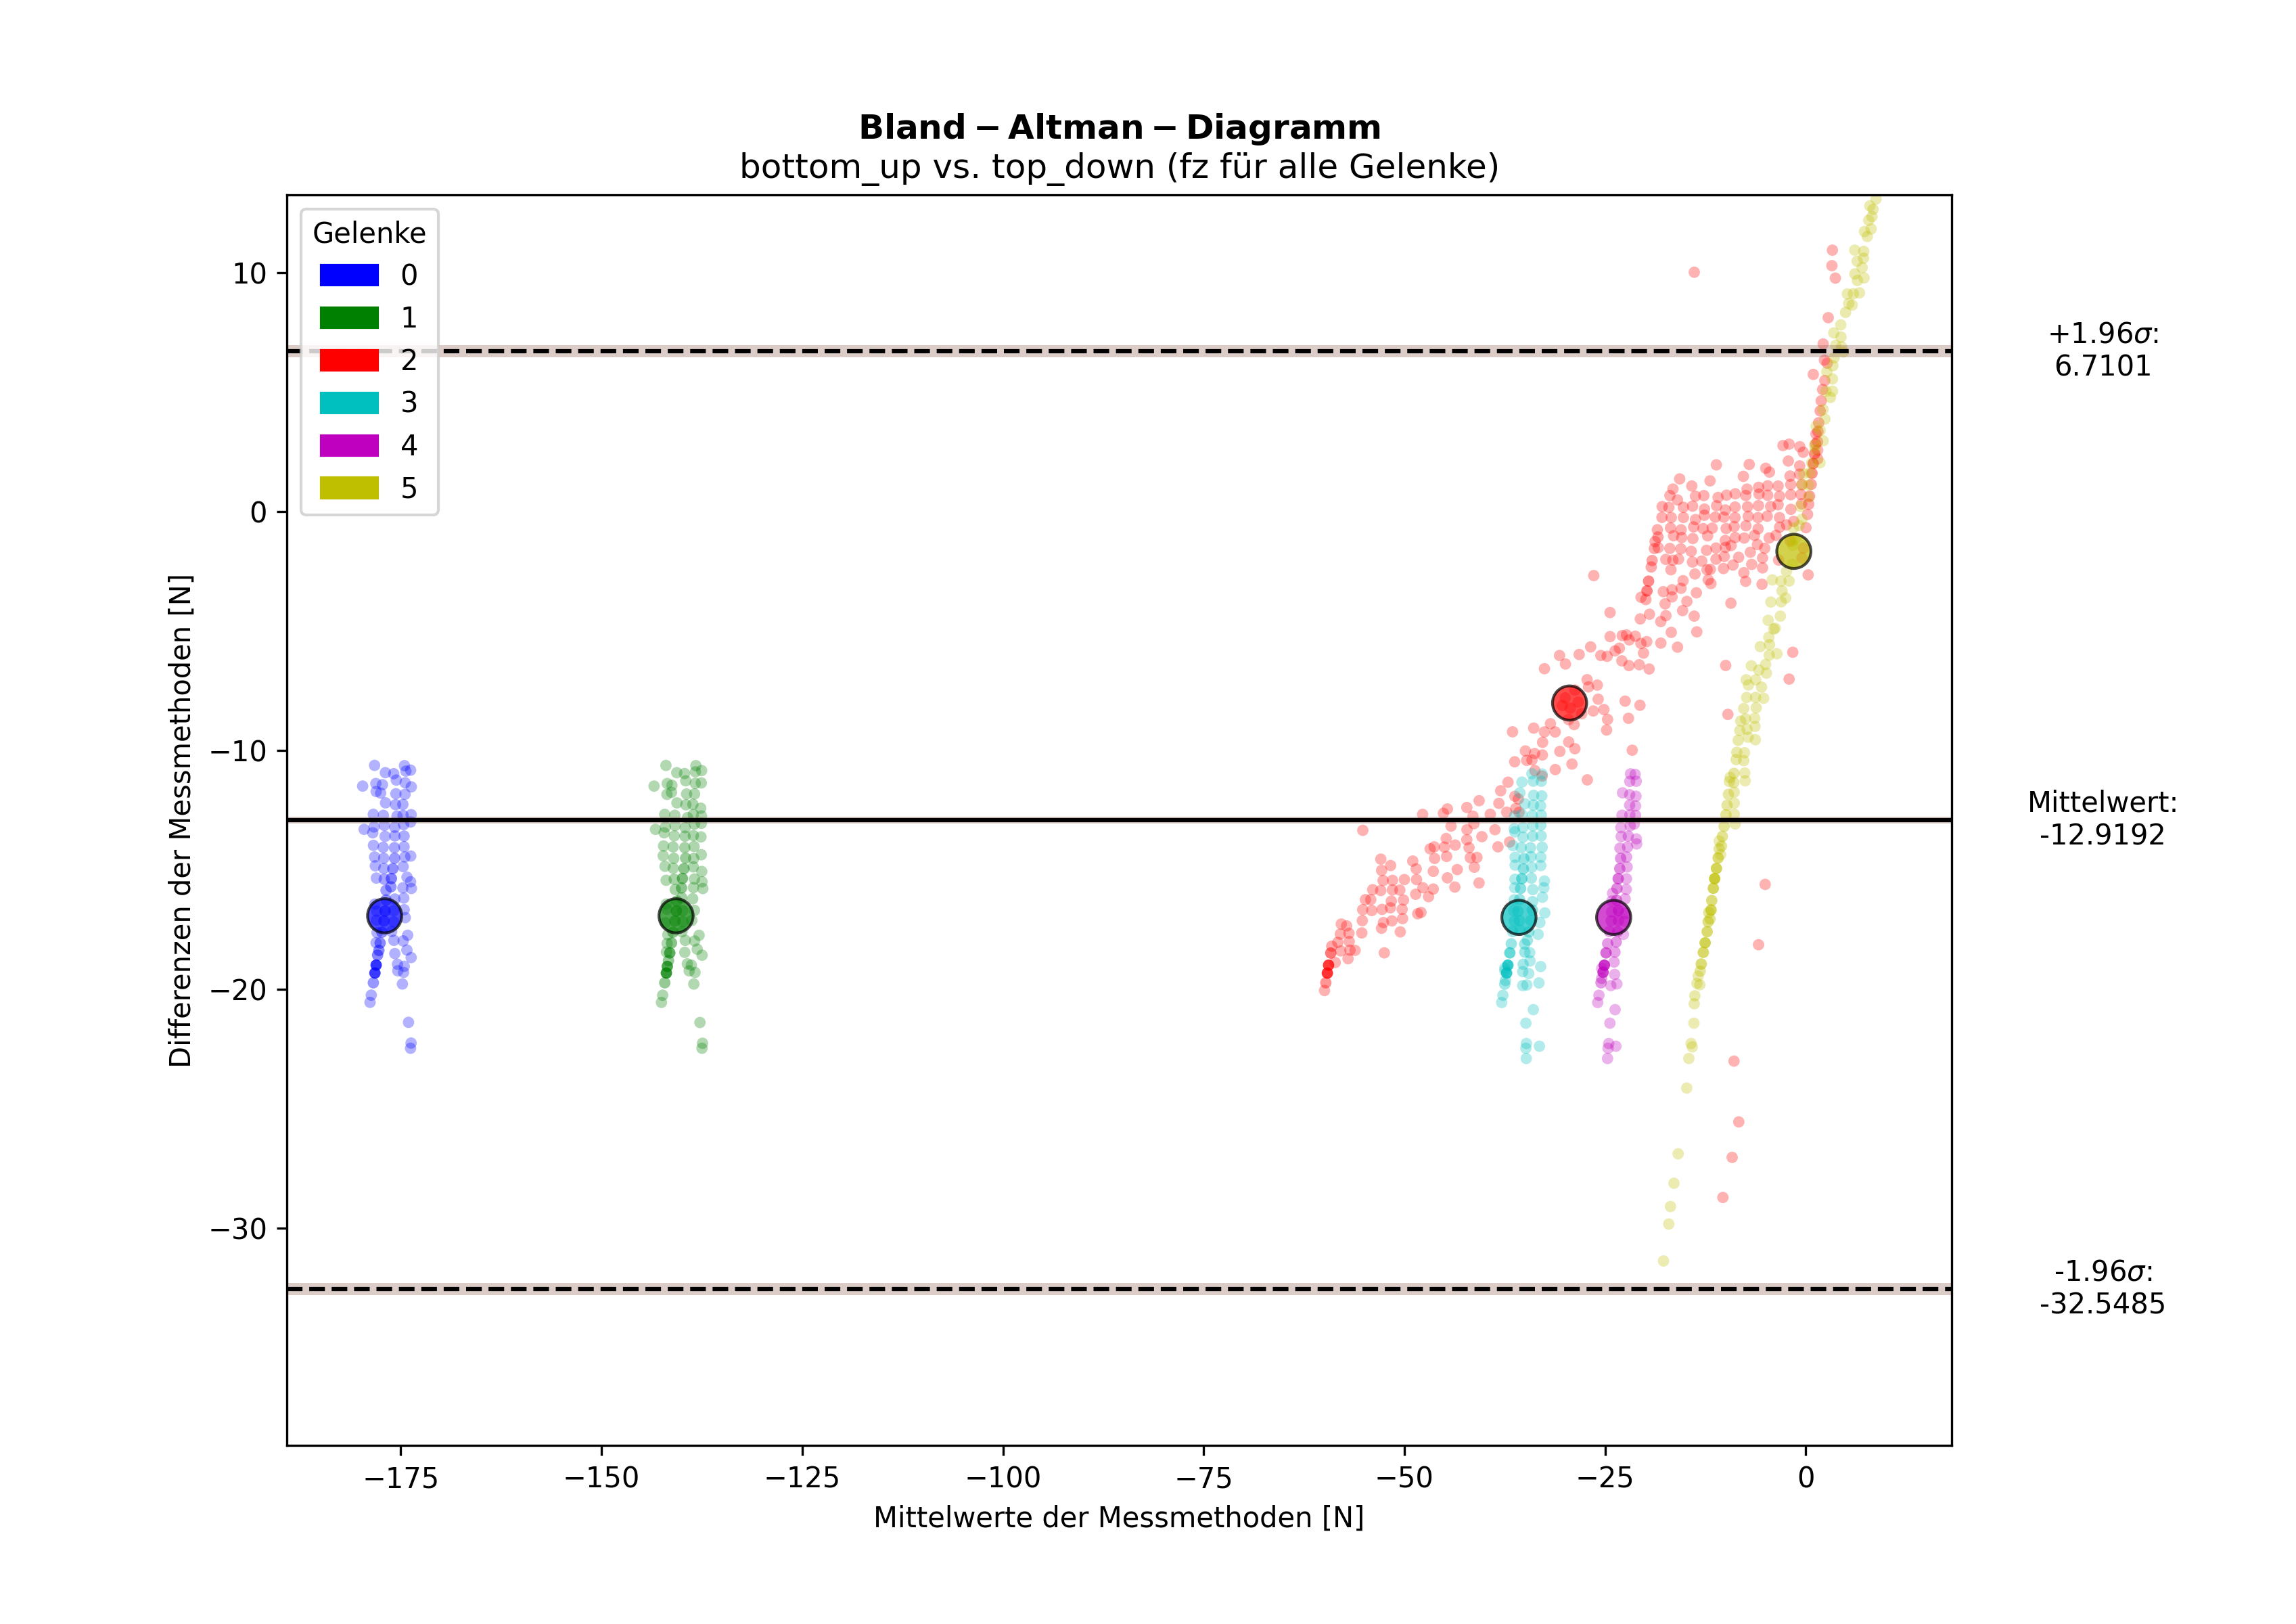 Bland − Altman − Diagramm
bottom_up vs. top_down (fz für alle Gelenke)
Gelenke
0
1
2
3
4
5
10
0
−10
−20
−30
Differenzen der Messmethoden [N]
+1.96σ:
6.7101
Mittelwert:
-12.9192
-1.96σ:
-32.5485
−175
−150
−125
−100
−75
−50
−25
0
Mittelwerte der Messmethoden [N]